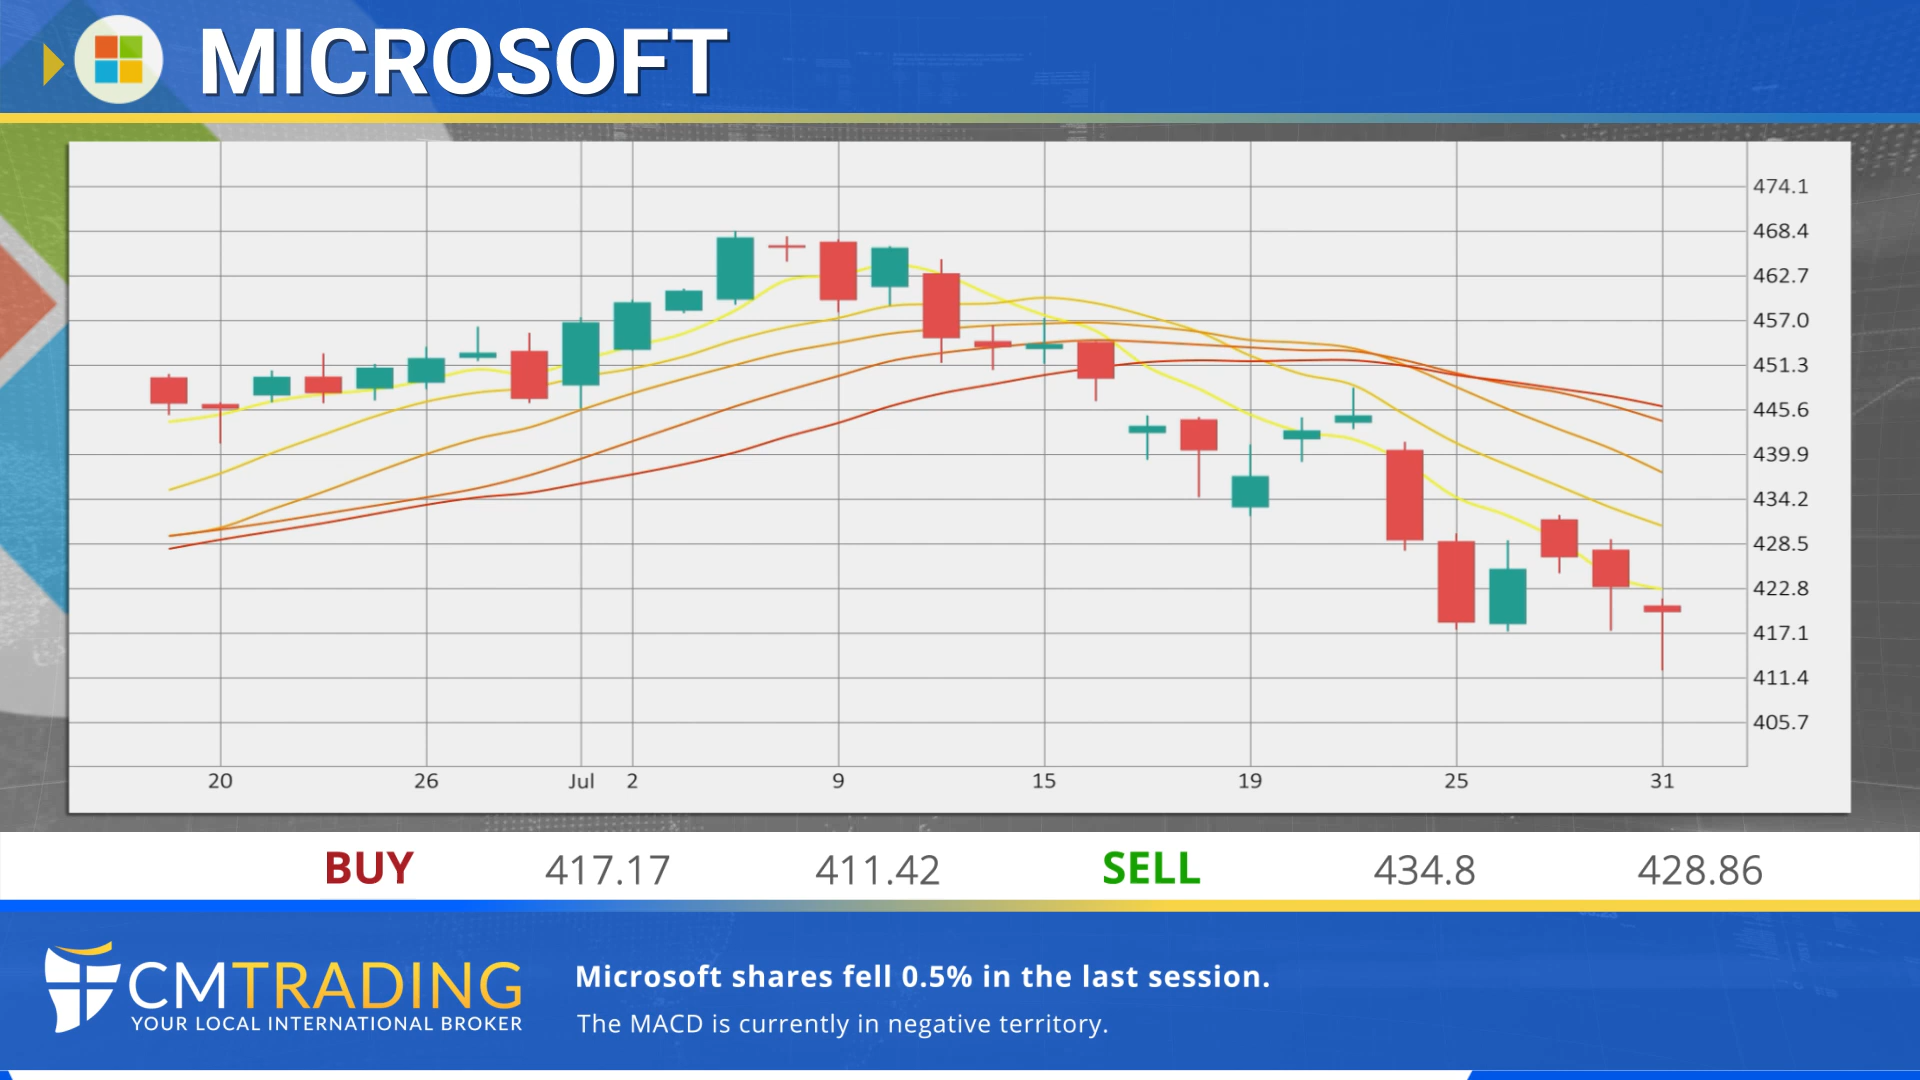 MICROSOFT
474.1
468.4
462.7
457.0
451.3
445.6
439.9
434.2
428.5
422.8
417.1
411.4
405.7
20 26 Jul 2 9 15 19 25 31
BUY 417.17 411.42 SELL 434.8 428.86
CMTRADING
YOUR LOCAL INTERNATIONAL BROKER
Microsoft shares fell 0.5% in the last session.
The MACD is currently in negative territory.